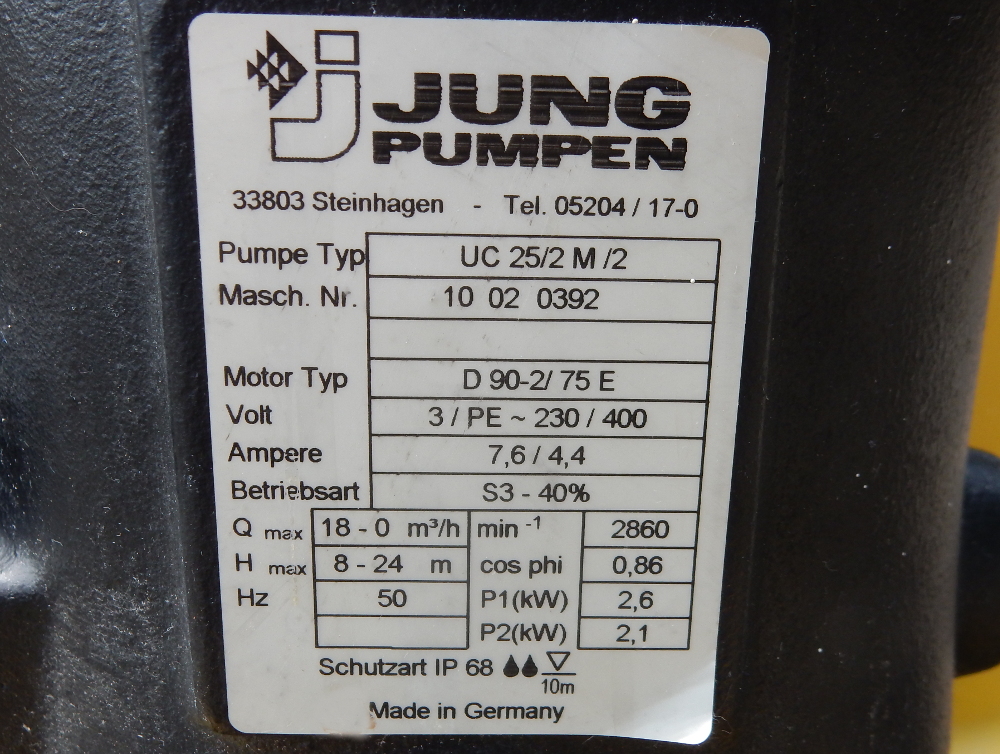 j JUNG
PUMPEN
33803 Steinhagen - Tel. 05204 / 17-0
Pumpe Typ UC 25/2 M /2
Masch. Nr. 10 02 0392
Motor Typ D 90-2/ 75 E
Volt 3 / PE ~ 230 / 400
Ampere 7,6 / 4,4
Betriebsart S3 - 40%
Q max 18 - 0 m³/h min -1 2860
H max 8 - 24 m cos phi 0,86
Hz 50 P1(kW) 2,6
P2(kW) 2,1
Schutzart IP 68
10m
Made in Germany